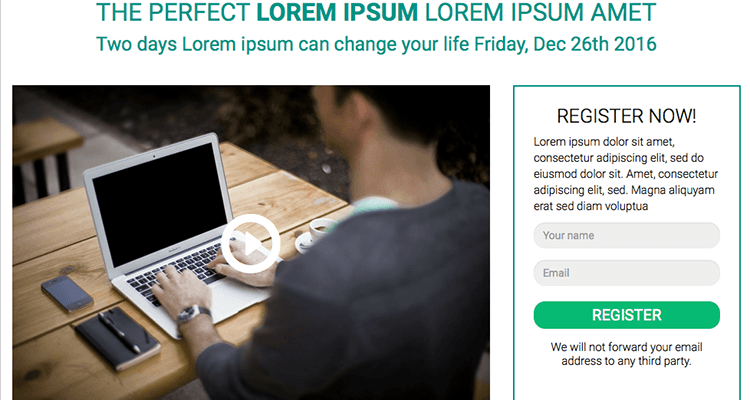 THE PERFECT LOREM IPSUM LOREM IPSUM AMET
Two days Lorem ipsum can change your life Friday, Dec 26th 2016
REGISTER NOW!
Lorem ipsum dolor sit amet,
consectetur adipiscing elit, sed do
eiusmod dolor sit. Amet, consectetur
adipiscing elit, sed. Magna aliquyam
erat sed diam voluptua
Your name
Email
REGISTER
We will not forward your email
address to any third party.